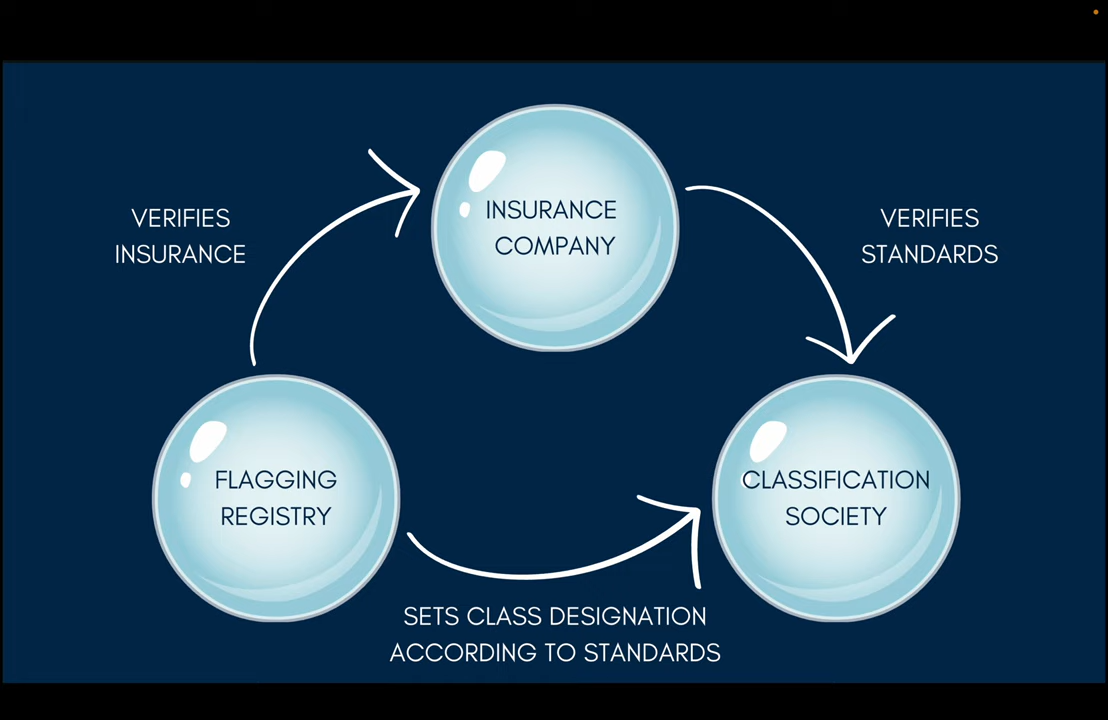 INSURANCE
COMPANY
VERIFIES
INSURANCE
VERIFIES
STANDARDS
FLAGGING
REGISTRY
CLASSIFICATION
SOCIETY
SETS CLASS DESIGNATION
ACCORDING TO STANDARDS